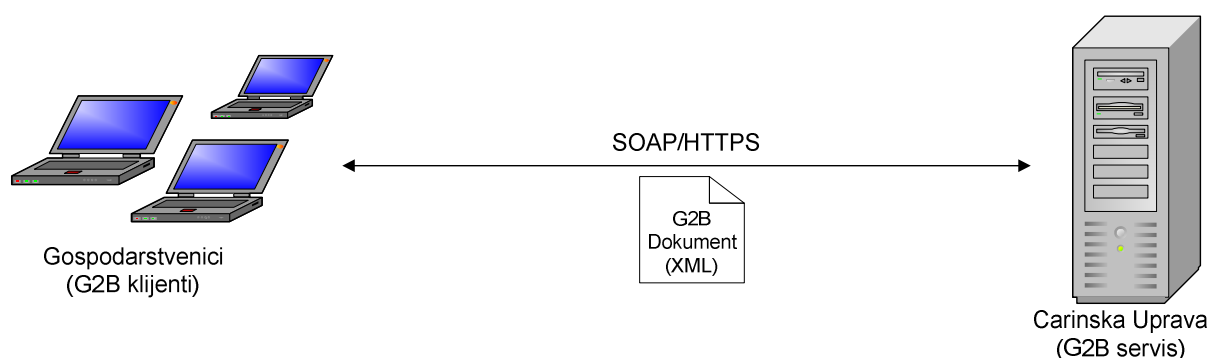 SOAP/HTTPS
G2B
Dokument
(XML)
Gospodarstvenici
(G2B klijenti)
Carinska Uprava
(G2B servis)